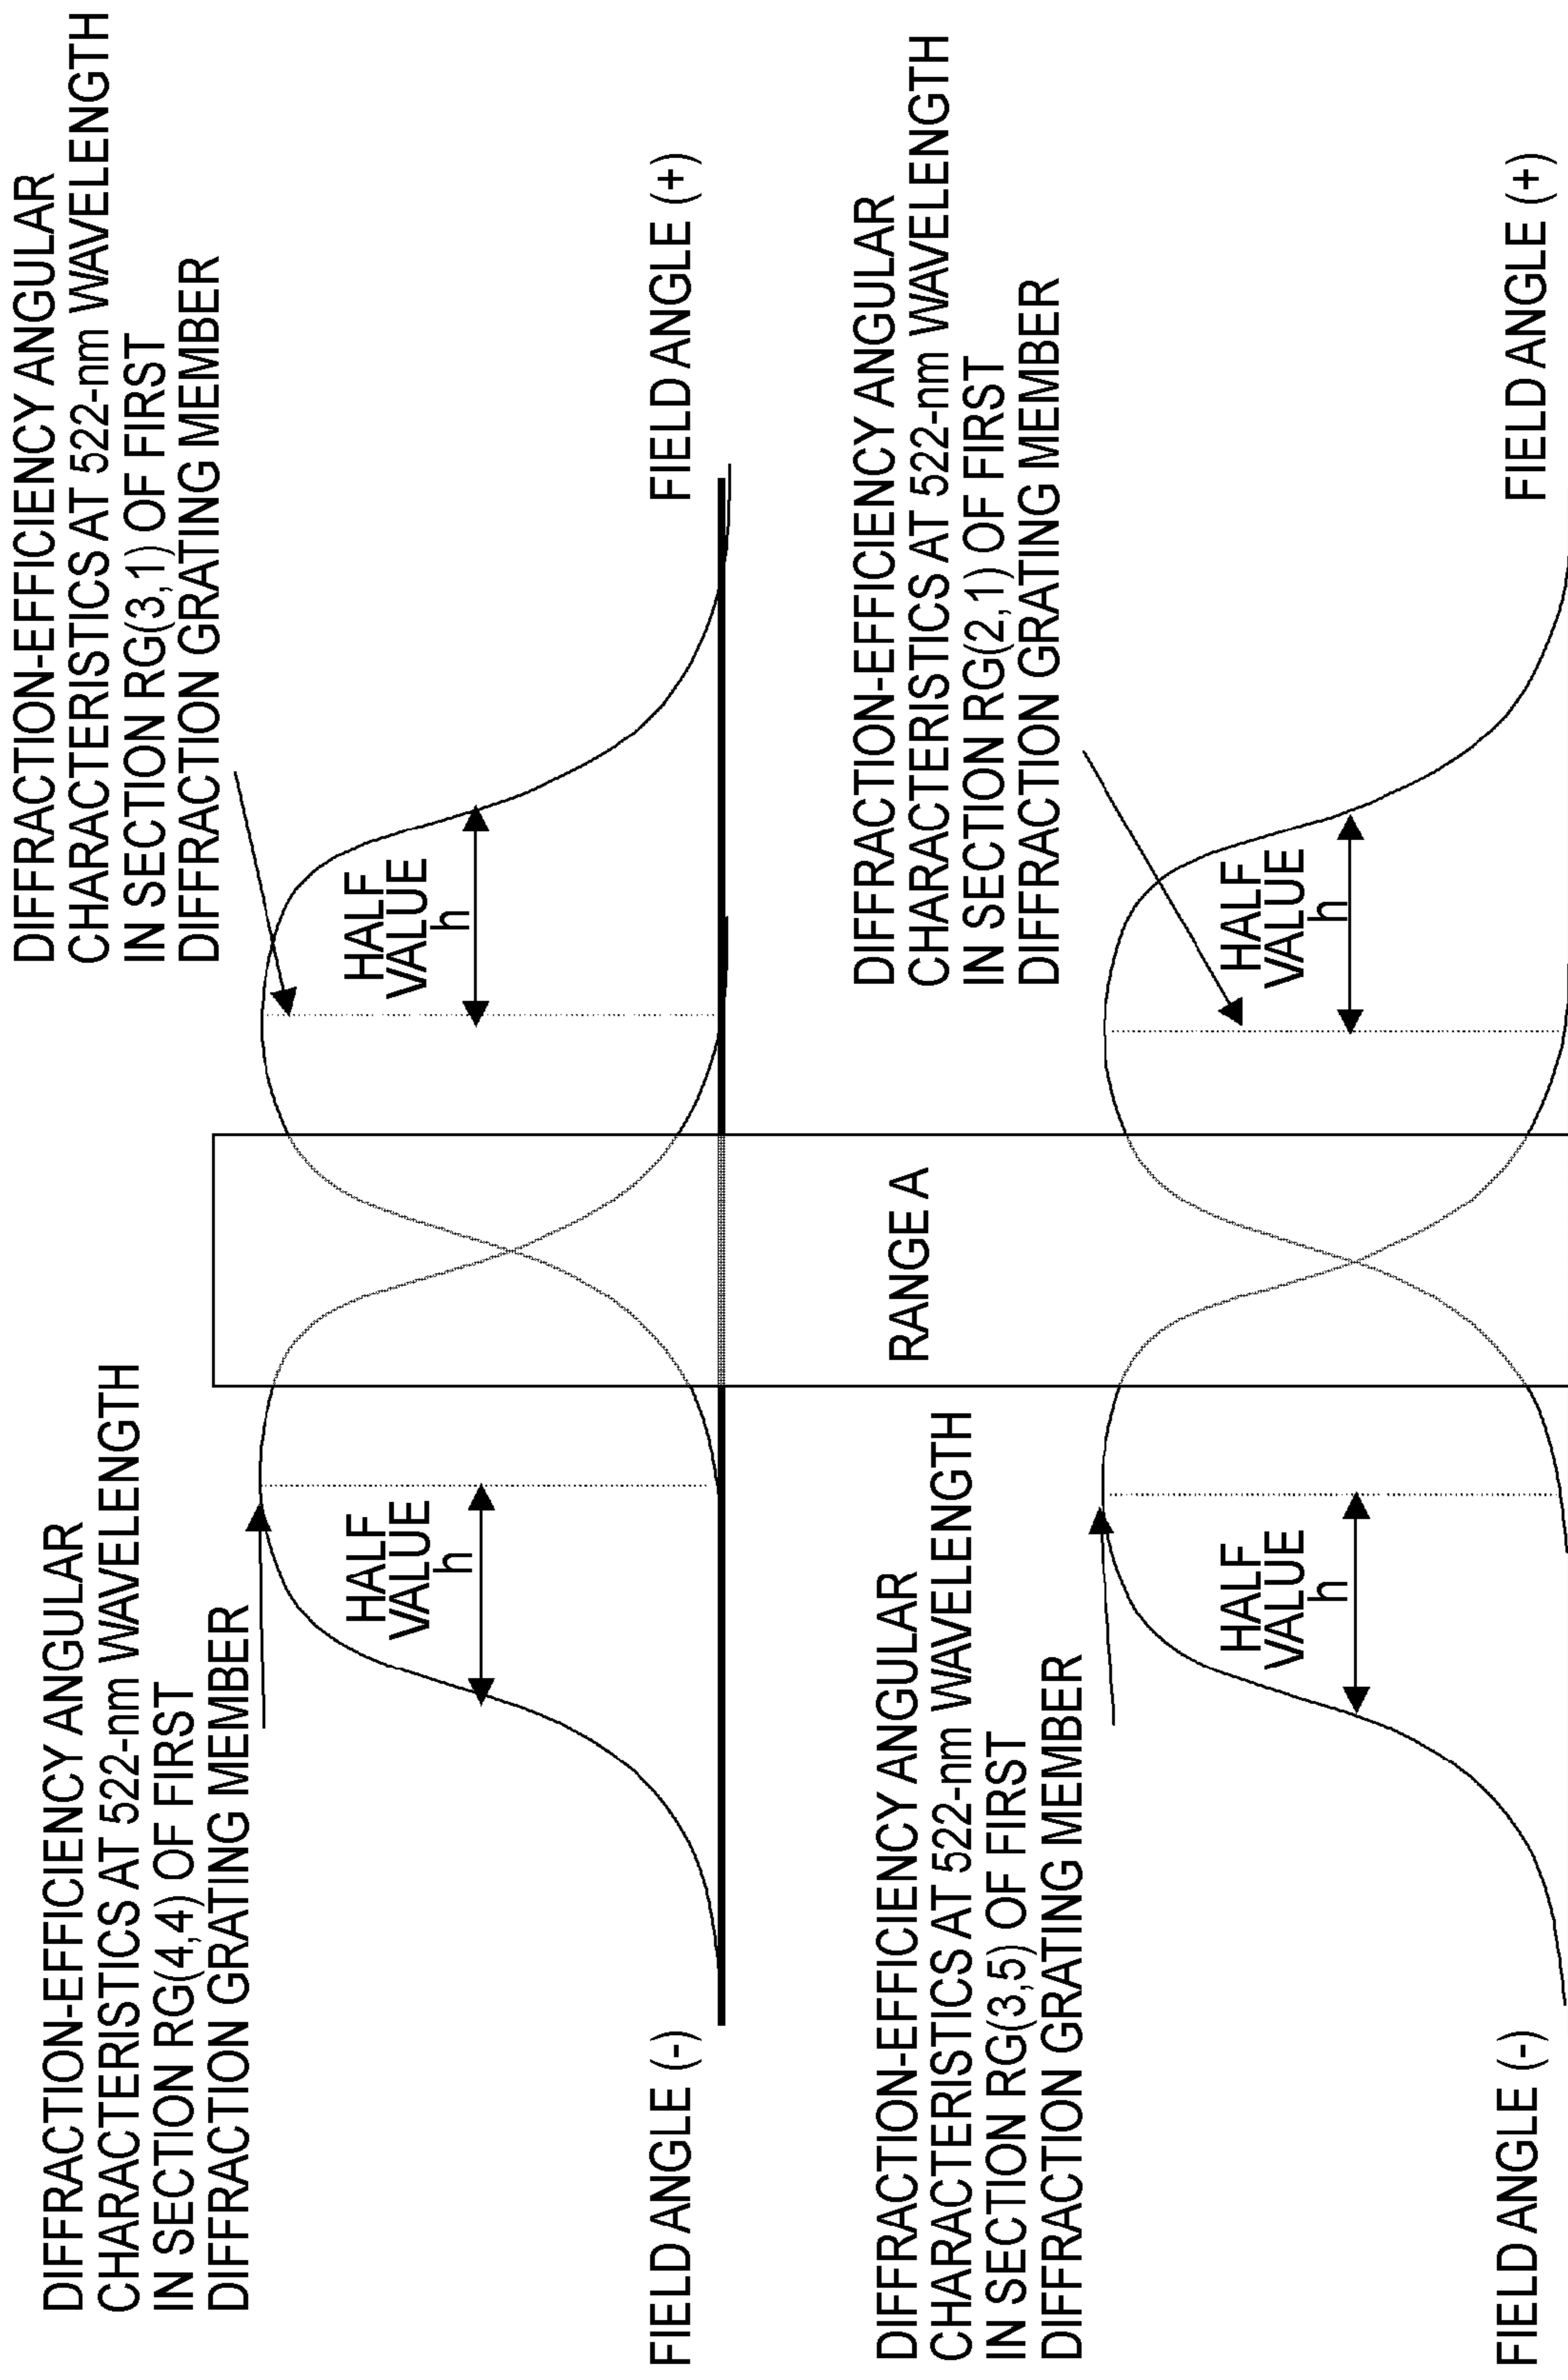 DIFFRACTION-EFFICIENCY ANGULAR
CHARACTERISTICS AT 522-nm WAVELENGTH
IN SECTION RG(4,4) OF FIRST
DIFFRACTION GRATING MEMBER
DIFFRACTION-EFFICIENCY ANGULAR
CHARACTERISTICS AT 522-nm WAVELENGTH
IN SECTION RG(3,1) OF FIRST
DIFFRACTION GRATING MEMBER
HALF
VALUE
h
HALF
VALUE
h
FIELD ANGLE (-)
FIELD ANGLE (+)
RANGE A
DIFFRACTION-EFFICIENCY ANGULAR
CHARACTERISTICS AT 522-nm WAVELENGTH
IN SECTION RG(3,5) OF FIRST
DIFFRACTION GRATING MEMBER
DIFFRACTION-EFFICIENCY ANGULAR
CHARACTERISTICS AT 522-nm WAVELENGTH
IN SECTION RG(2,1) OF FIRST
DIFFRACTION GRATING MEMBER
HALF
VALUE
h
HALF
VALUE
h
FIELD ANGLE (-)
FIELD ANGLE (+)